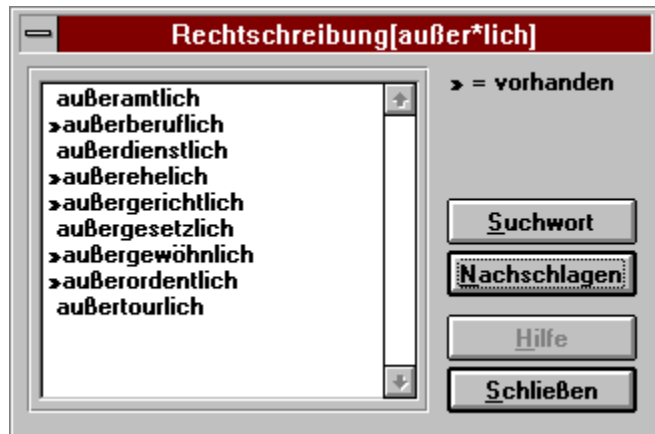 Rechtschreibung[außer*lich]
außeramtlich
»außerberuflich
außerdienstlich
»außerehelich
»außergerichtlich
außergesetzlich
»außergewöhnlich
»außerordentlich
außertourlich
» = vorhanden
Suchwort
Nachschlagen
Hilfe
Schließen